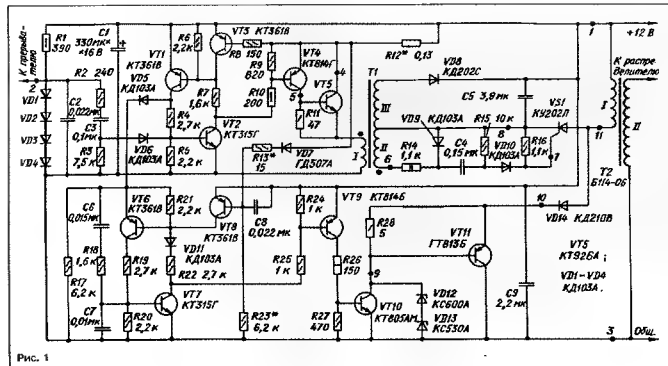 К прерывателю
2
R1 390
C1 330мк× ×16В
R6 2,2к
VT3 КТ361В
VT1 КТ361В
VD5 КД103А
R8 150
R9 820
VT4 КТ814Г
4
R12* 0,13
1
+12 В
К распределителю
R2 240
C2 0,022мк
C3 0,1мк
R7 1,6к
R10 200
5
VT5
T1
VD8 КД202С
C5 3,8мк
VS1 КУ202Л
I
II
11
R4 2,7к
VT2 КТ315Г
R11 47
III
VD9 КД103А
R15 10к
8
R16 1,1к
VD1
VD2
VD3
VD4
R3 7,5к
VD6 КД103А
R5 2,2к
R13* 15
VD7 ГД507А
I
II
6
R14 1,1к
C4 0,15мк
VD10 КД103А
7
T2 Б114-06
VT6 КТ361В
R21 2,2к
VT8 КТ361В
C8 0,022мк
R24 1к
VT9
КТ814Б
R28 5
10
VT11 ГТ813Б
VD14 КД210В
VT5 КТ926А;
VD1-VD4 КД103А
C6 0,015мк
R18 1,6к
R17 6,2к
R19 2,7к
VD11 КД103А
R22 2,7к
R25 1к
R26 150
9
C7 0,01мк
R20 2,2к
VT7 КТ315Г
R23* 6,2к
R27 470
VT10 КТ805АМ
VD12 КС600А
VD13 КС530А
C9 2,2мк
3
Общ.
Рис. 1